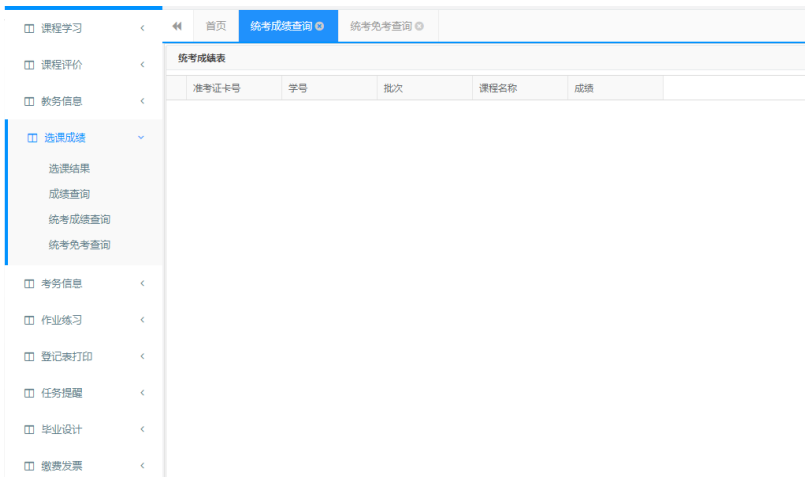 课程学习
课程评价
教务信息
选课成绩
选课结果
成绩查询
统考成绩查询
统考免考查询
考务信息
作业练习
登记表打印
任务提醒
毕业设计
缴费发票
首页 统考成绩查询 统考免考查询
统考成绩表
准考证卡号 学号 批次 课程名称 成绩